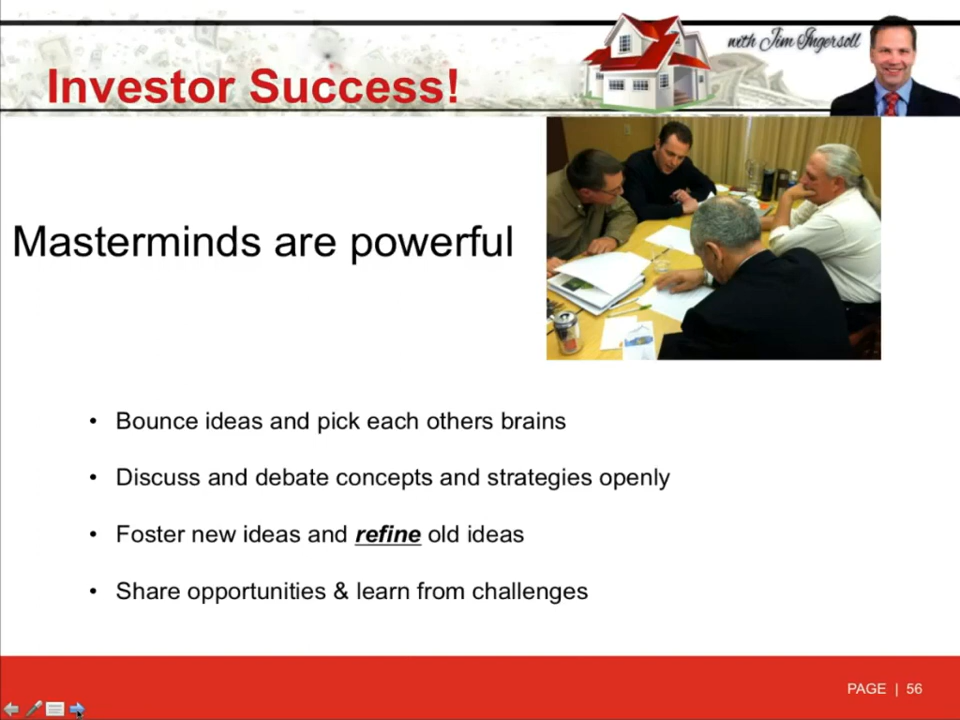 with Jim Ingersoll
Investor Success!
Masterminds are powerful
• Bounce ideas and pick each others brains
• Discuss and debate concepts and strategies openly
• Foster new ideas and refine old ideas
• Share opportunities & learn from challenges
PAGE | 56